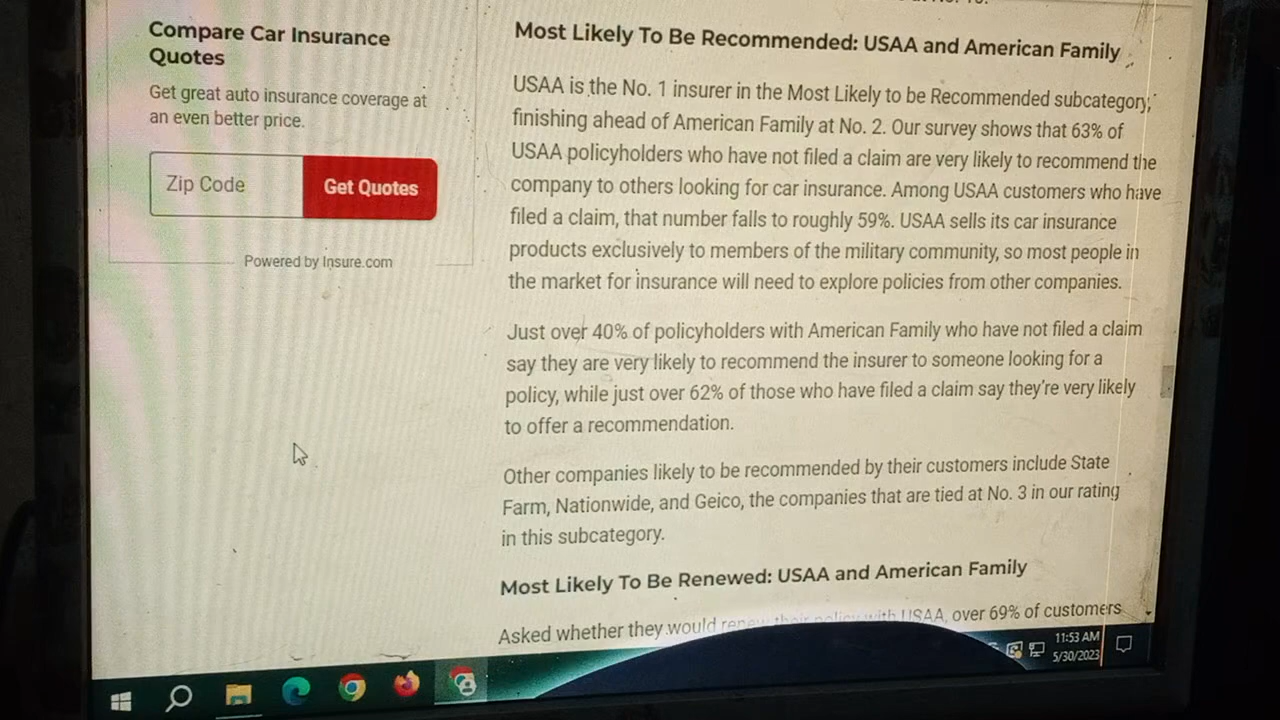 Compare Car Insurance
Quotes
Get great auto insurance coverage at
an even better price.
Zip Code
Get Quotes
Powered by Insure.com
Most Likely To Be Recommended: USAA and American Family
USAA is the No. 1 insurer in the Most Likely to be Recommended subcategory,
finishing ahead of American Family at No. 2. Our survey shows that 63% of
USAA policyholders who have not filed a claim are very likely to recommend the
company to others looking for car insurance. Among USAA customers who have
filed a claim, that number falls to roughly 59%. USAA sells its car insurance
products exclusively to members of the military community, so most people in
the market for insurance will need to explore policies from other companies.
Just over 40% of policyholders with American Family who have not filed a claim
say they are very likely to recommend the insurer to someone looking for a
policy, while just over 62% of those who have filed a claim say they're very likely
to offer a recommendation.
Other companies likely to be recommended by their customers include State
Farm, Nationwide, and Geico, the companies that are tied at No. 3 in our rating
in this subcategory.
Most Likely To Be Renewed: USAA and American Family
Asked whether they would renew their policy with USAA, over 69% of customers
11:53 AM
5/30/2023